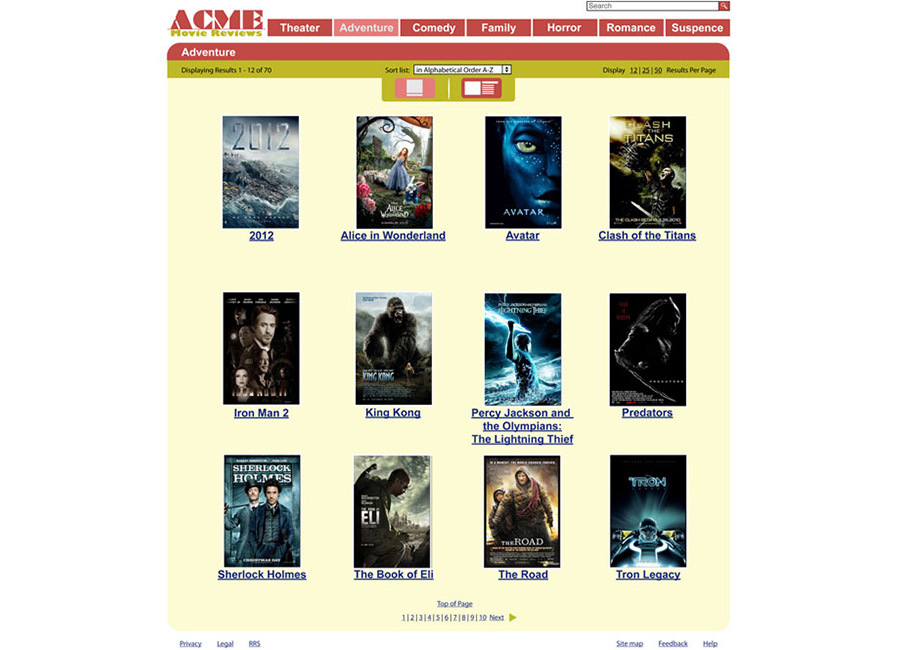 Search
ACME
Movie Reviews
Theater
Adventure
Comedy
Family
Horror
Romance
Suspence
Adventure
Displaying Results 1 - 12 of 70
Sort list: in Alphabetical Order A-Z
Display 12 | 25 | 50 Results Per Page
2012
ALICE
IN
WONDERLAND
AVATAR
CLASH
OF THE
TITANS
2012
Alice in Wonderland
Avatar
Clash of the Titans
KING KONG
PERCY JACKSON
LIGHTNING THIEF
PREDATORS
Iron Man 2
King Kong
Percy Jackson and
the Olympians:
The Lightning Thief
Predators
SHERLOCK
HOLMES
CHRISTMAS DAY
THE BOOK OF
ELI
THE ROAD
TRON
Sherlock Holmes
The Book of Eli
The Road
Tron Legacy
Top of Page
1 | 2 | 3 | 4 | 5 | 6 | 7 | 8 | 9 | 10 Next
Privacy
Legal
RRS
Site map
Feedback
Help